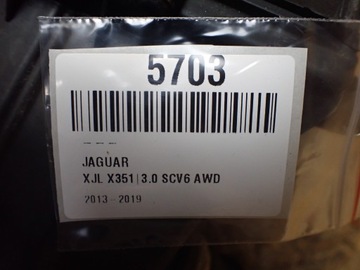 5703
JAGUAR
XJL X351|3.0 SCV6 AWD
2013 - 2019